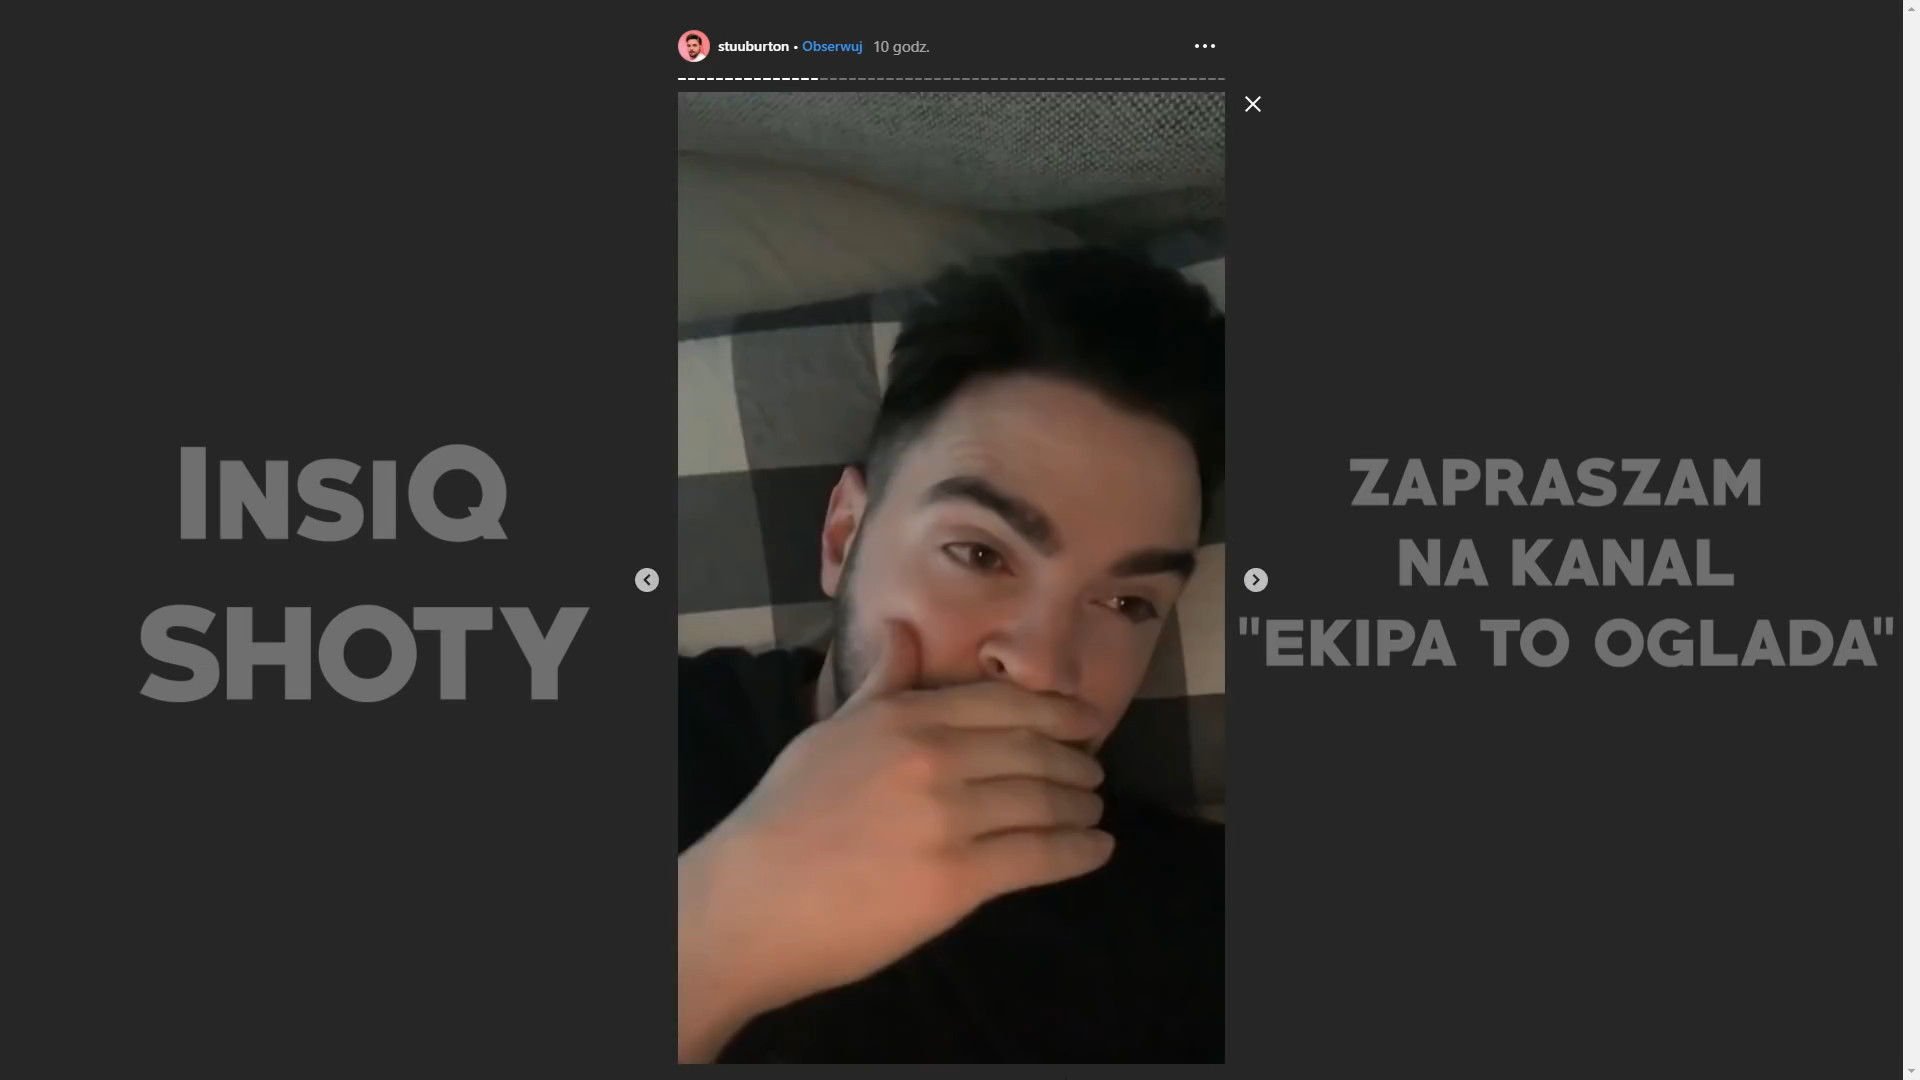 stuuburton • Obserwuj 10 godz.
INSIQ
SHOTY
ZAPRASZAM
NA KANAL
"EKIPA TO OGLADA"